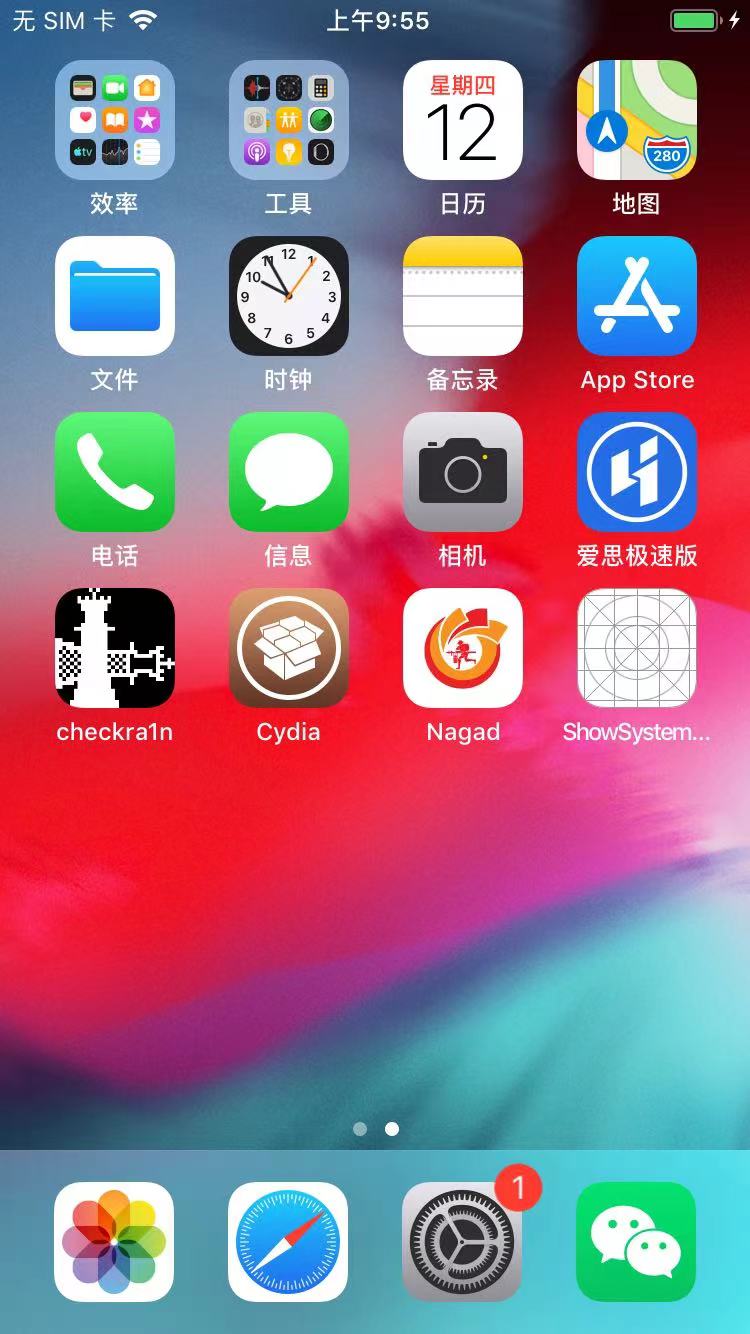 无 SIM 卡
上午9:55
tv
星期四
12
280
效率
工具
日历
地图
12
11
1
10
2
9
3
8
4
7
5
6
文件
时钟
备忘录
App Store
电话
信息
相机
爱思极速版
checkra1n
Cydia
Nagad
ShowSystem...
1